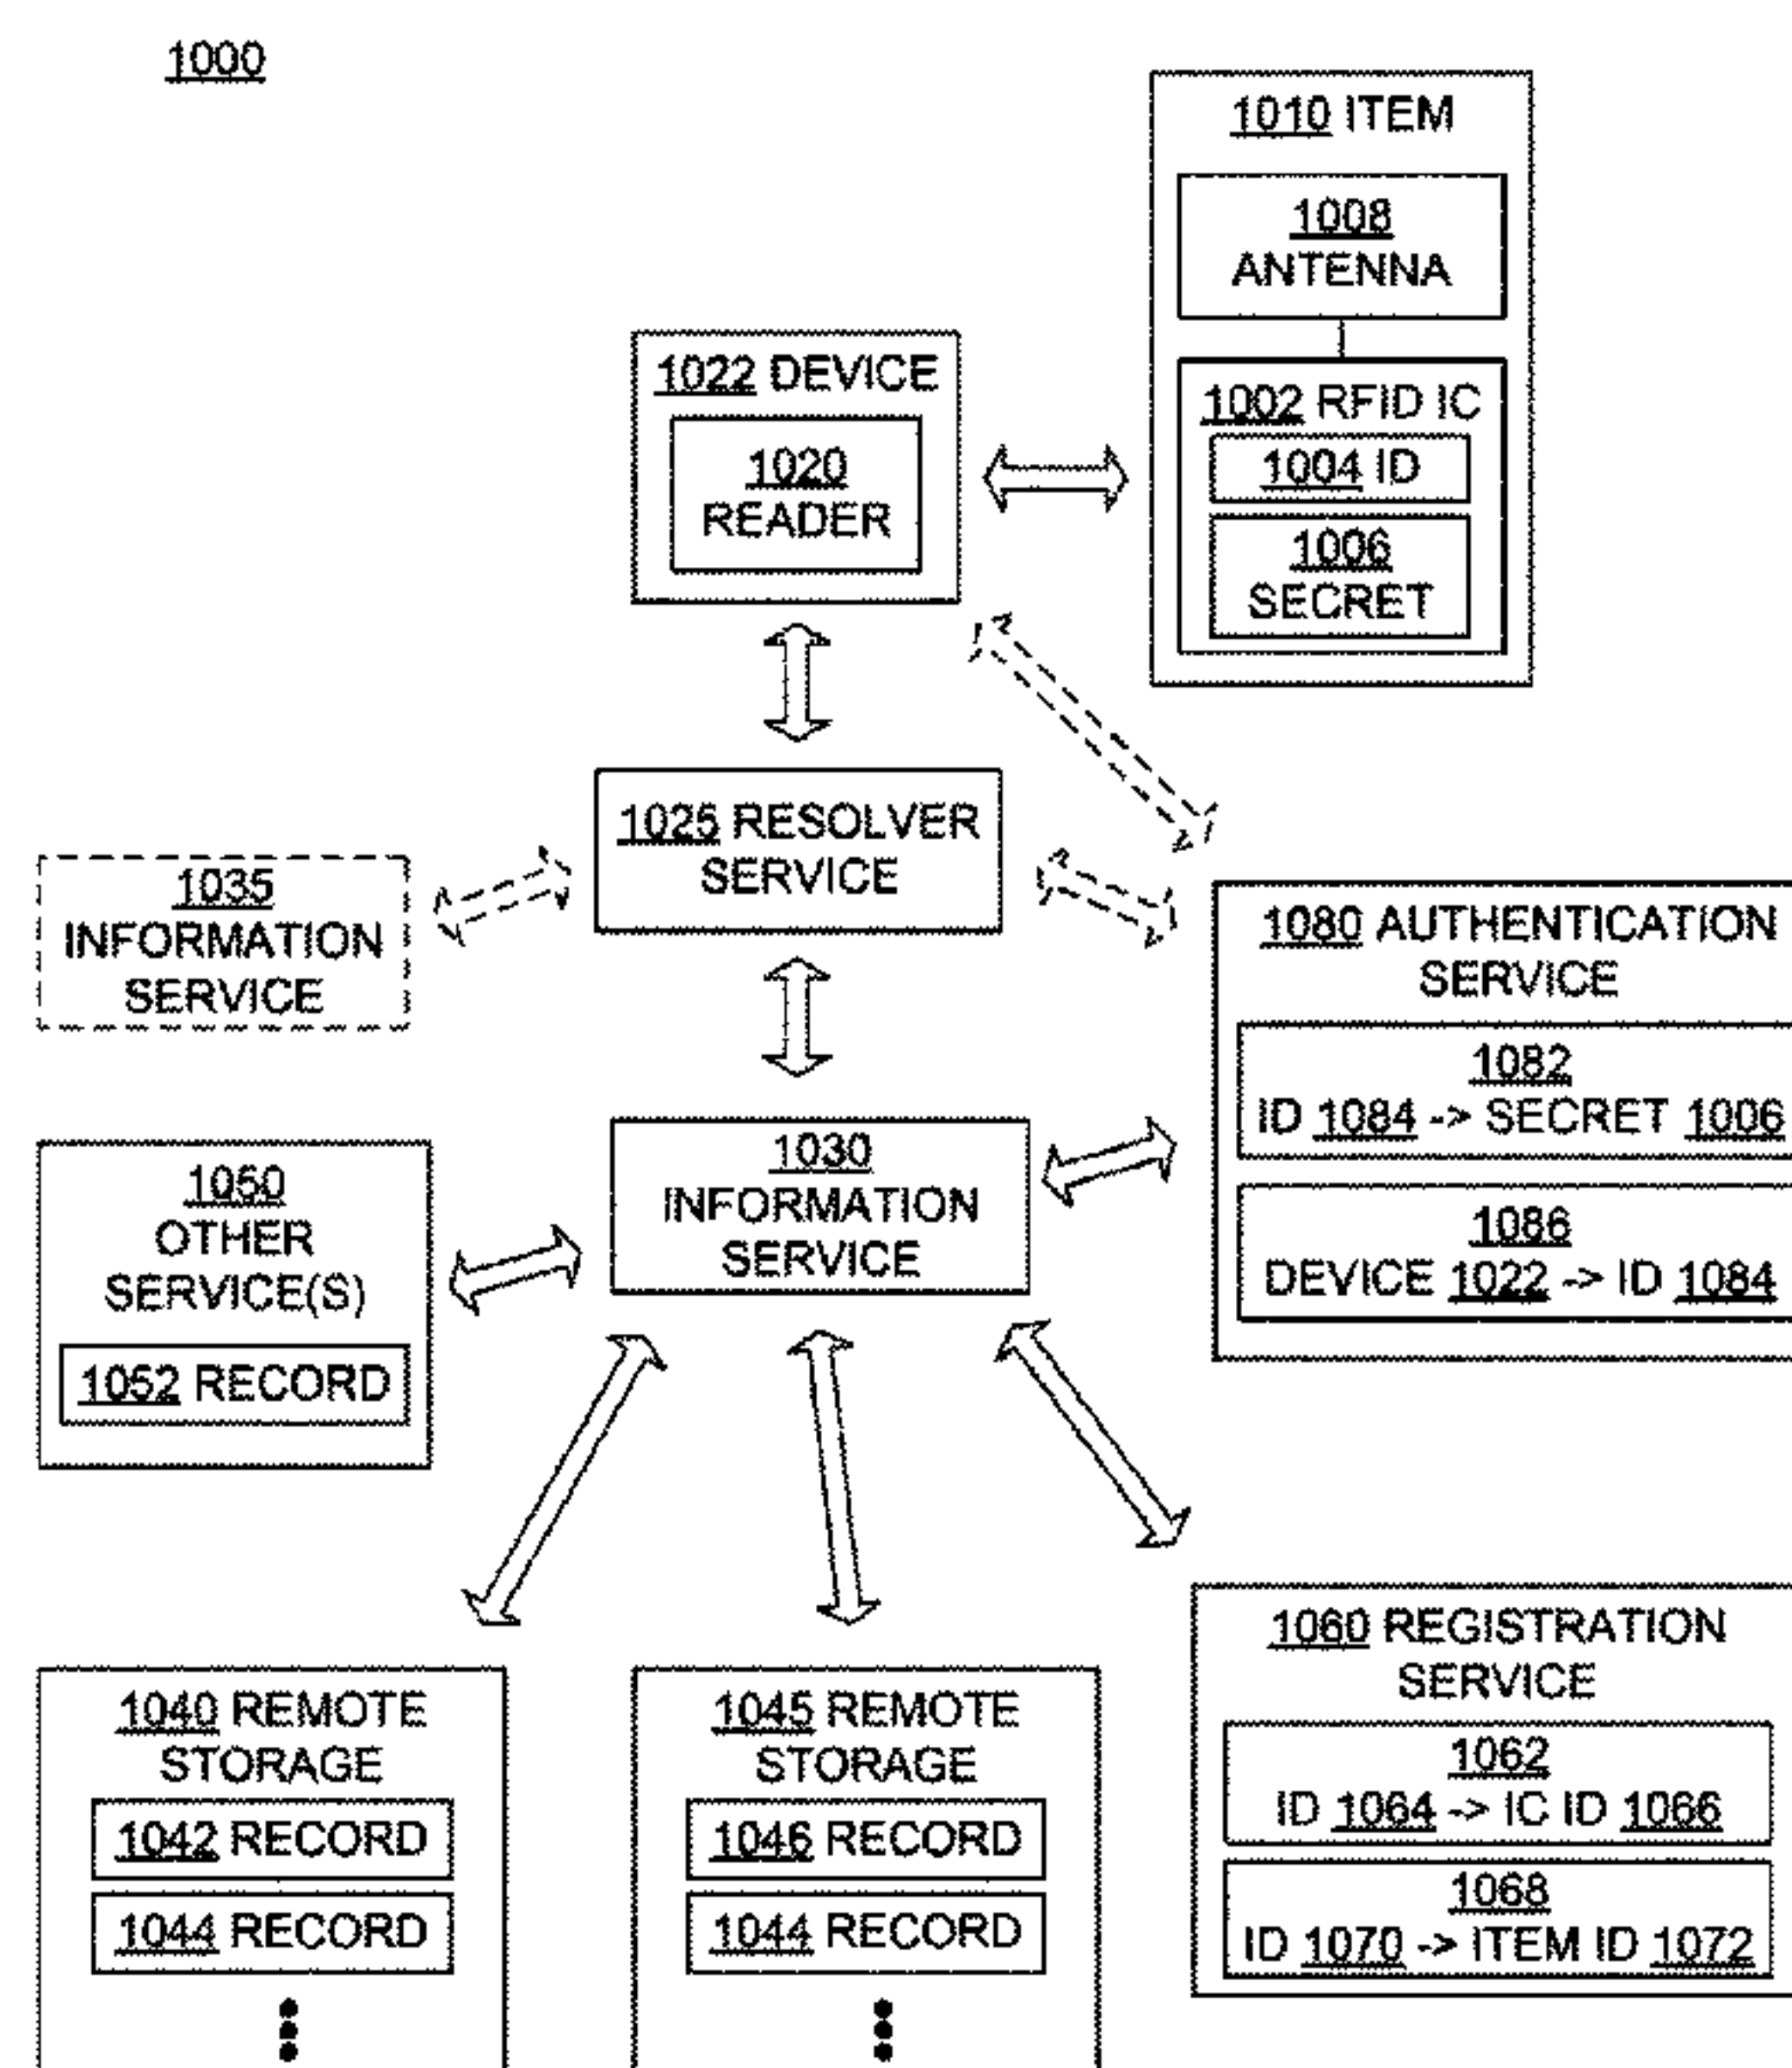 1000
1010 ITEM
1008
ANTENNA
1022 DEVICE
1002 RFID IC
1020
READER
1004 ID
1006
SECRET
1025 RESOLVER
SERVICE
1035
INFORMATION
SERVICE
1080 AUTHENTICATION
SERVICE
1082
ID 1084 -> SECRET 1006
1086
DEVICE 1022 -> ID 1084
1030
INFORMATION
SERVICE
1050
OTHER
SERVICE(S)
1052 RECORD
1060 REGISTRATION
SERVICE
1062
ID 1064 -> IC ID 1066
1068
ID 1070 -> ITEM ID 1072
1040 REMOTE
STORAGE
1042 RECORD
1044 RECORD
1045 REMOTE
STORAGE
1046 RECORD
1044 RECORD